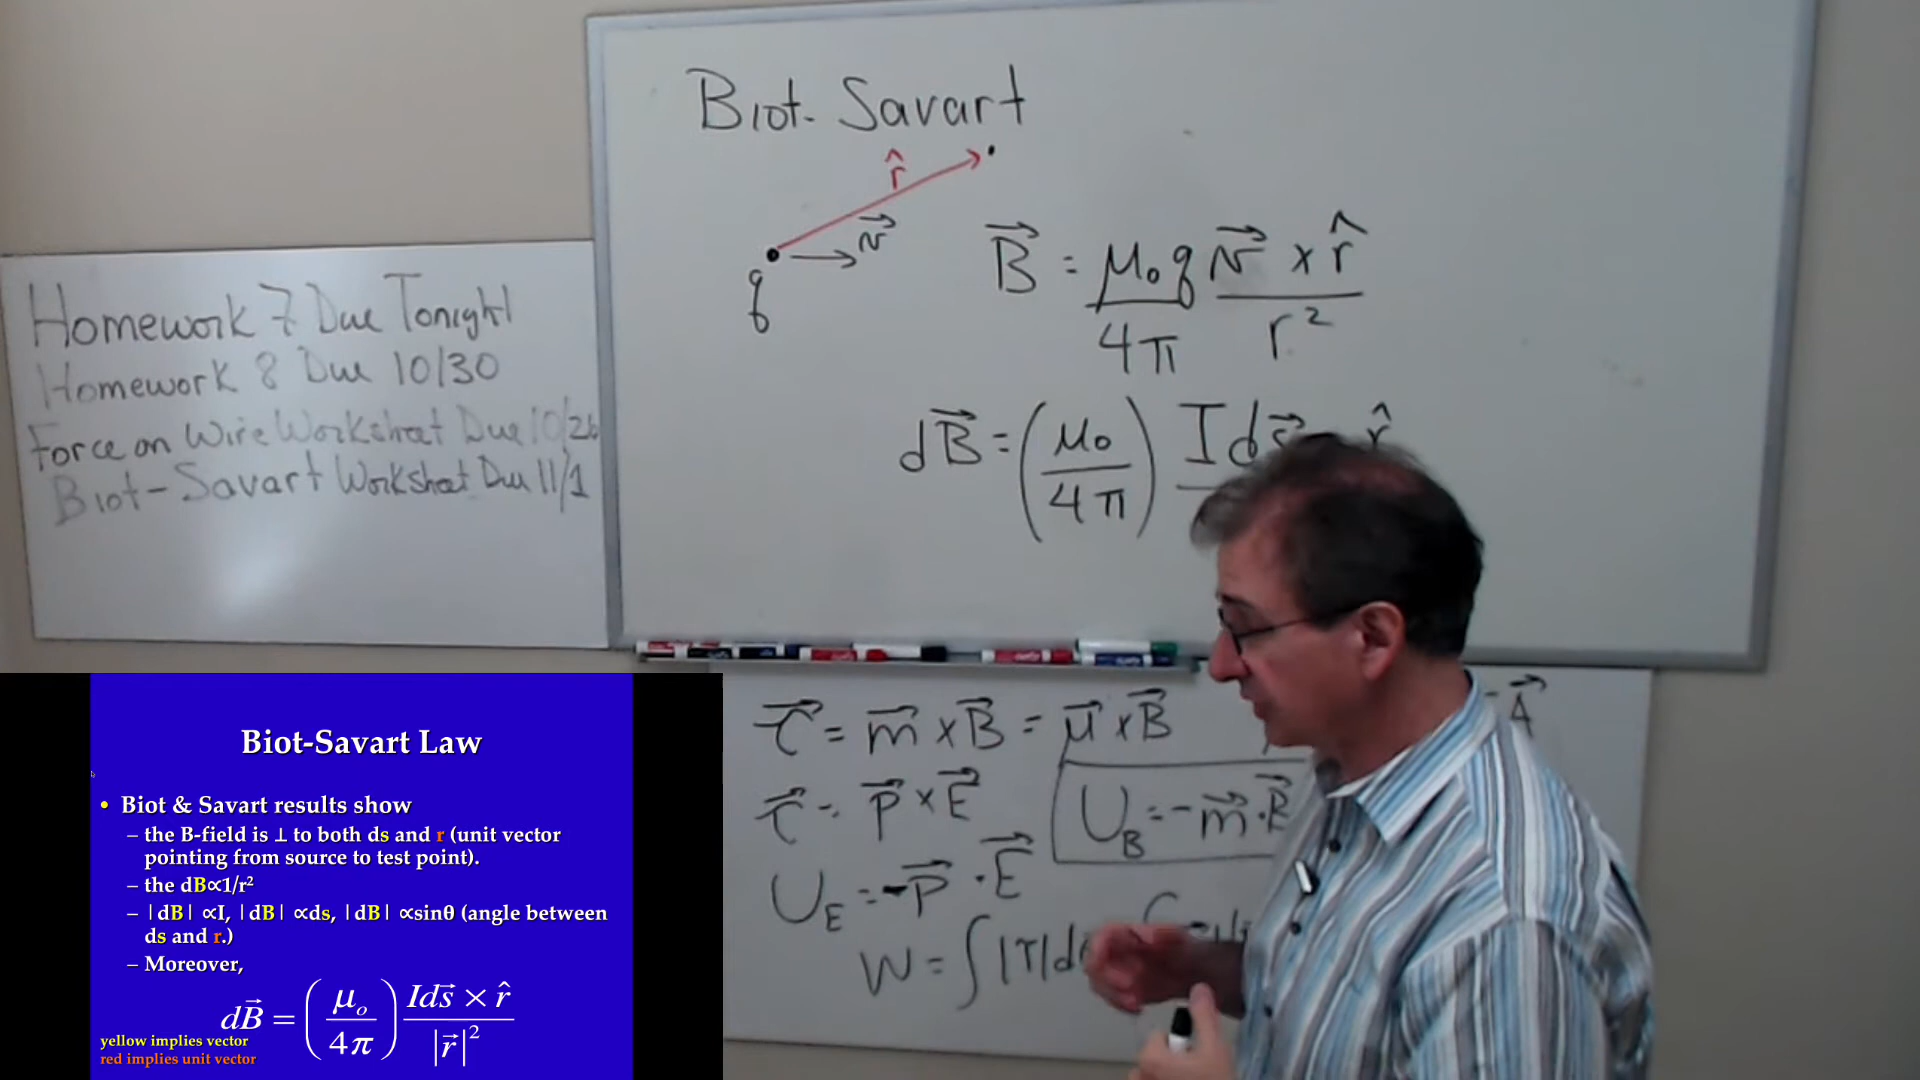 Biot-Savart
r̂
v⃗
q
B⃗ = μ₀q/4π v⃗ × r̂/r²
dB⃗ = (μ₀/4π) I ds⃗ r̂
Homework 7 Due Tonight
Homework 8 Due 10/30
Force on Wire Worksheet Due 10/26
Biot-Savart Workshet Due 11/1
τ⃗ = m⃗ × B⃗ = μ⃗ × B⃗
A⃗
τ⃗ = p⃗ × E⃗
U_B = -m⃗ · B⃗
U_E = -p⃗ · E⃗
W = ∫|τ|d
Biot-Savart Law
• Biot & Savart results show
– the B-field is ⊥ to both ds and r (unit vector
pointing from source to test point).
– the dB∝1/r²
– |dB| ∝I, |dB| ∝ds, |dB| ∝sinθ (angle between
ds and r.)
– Moreover,
dB⃗ = (μₒ/4π) Ids⃗ × r̂/|r⃗|²
yellow implies vector
red implies unit vector